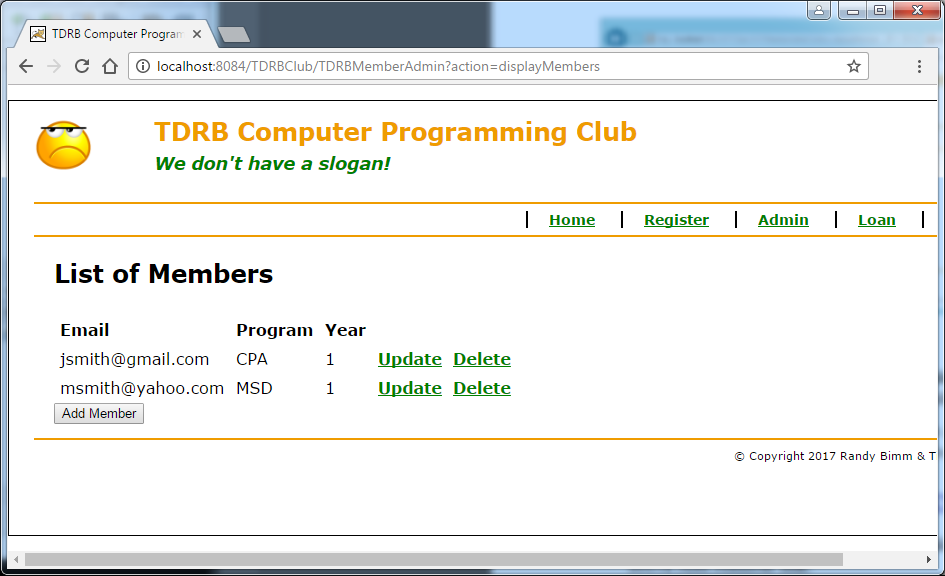 TDRB Computer Program
localhost:8084/TDRBClub/TDRBMemberAdmin?action=displayMembers
TDRB Computer Programming Club
We don't have a slogan!
Home Register Admin Loan
List of Members
Email Program Year
jsmith@gmail.com CPA 1 Update Delete
msmith@yahoo.com MSD 1 Update Delete
Add Member
© Copyright 2017 Randy Bimm & T